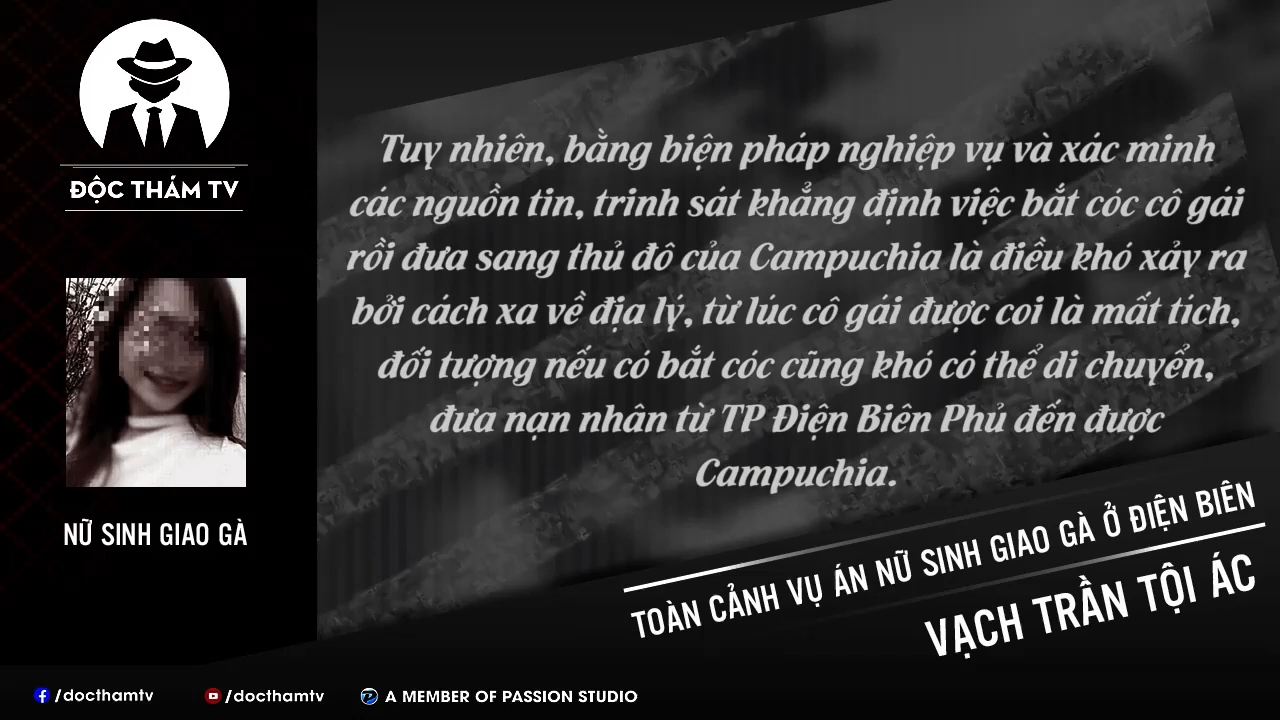 ĐỘC THÁM TV
NỮ SINH GIAO GÀ
Tuy nhiên, bằng biện pháp nghiệp vụ và xác minh
các nguồn tin, trinh sát khẳng định việc bắt cóc cô gái
rồi đưa sang thủ đô của Campuchia là điều khó xảy ra
bởi cách xa về địa lý, từ lúc cô gái được coi là mất tích,
đối tượng nếu có bắt cóc cũng khó có thể di chuyển,
đưa nạn nhân từ TP Điện Biên Phủ đến được
Campuchia.
TOÀN CẢNH VỤ ÁN NỮ SINH GIAO GÀ Ở ĐIỆN BIÊN
VẠCH TRẦN TỘI ÁC
/docthamtv
/docthamtv
A MEMBER OF PASSION STUDIO